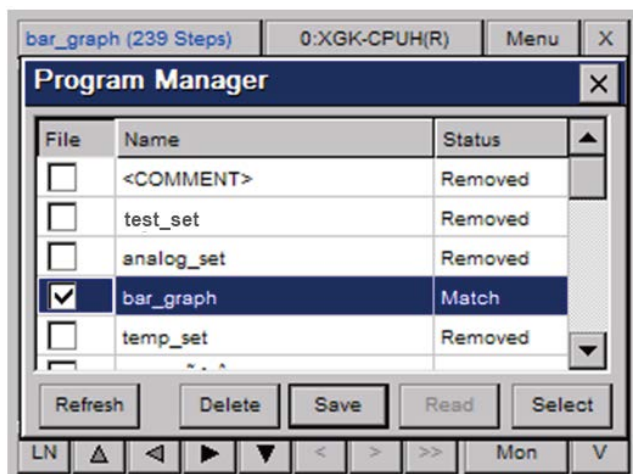 bar_graph (239 Steps) 0:XGK-CPUH(R) Menu X
Program Manager
File Name Status
<COMMENT> Removed
test_set Removed
analog_set Removed
bar_graph Match
temp_set Removed
Refresh Delete Save Read Select
LN < > >> Mon V